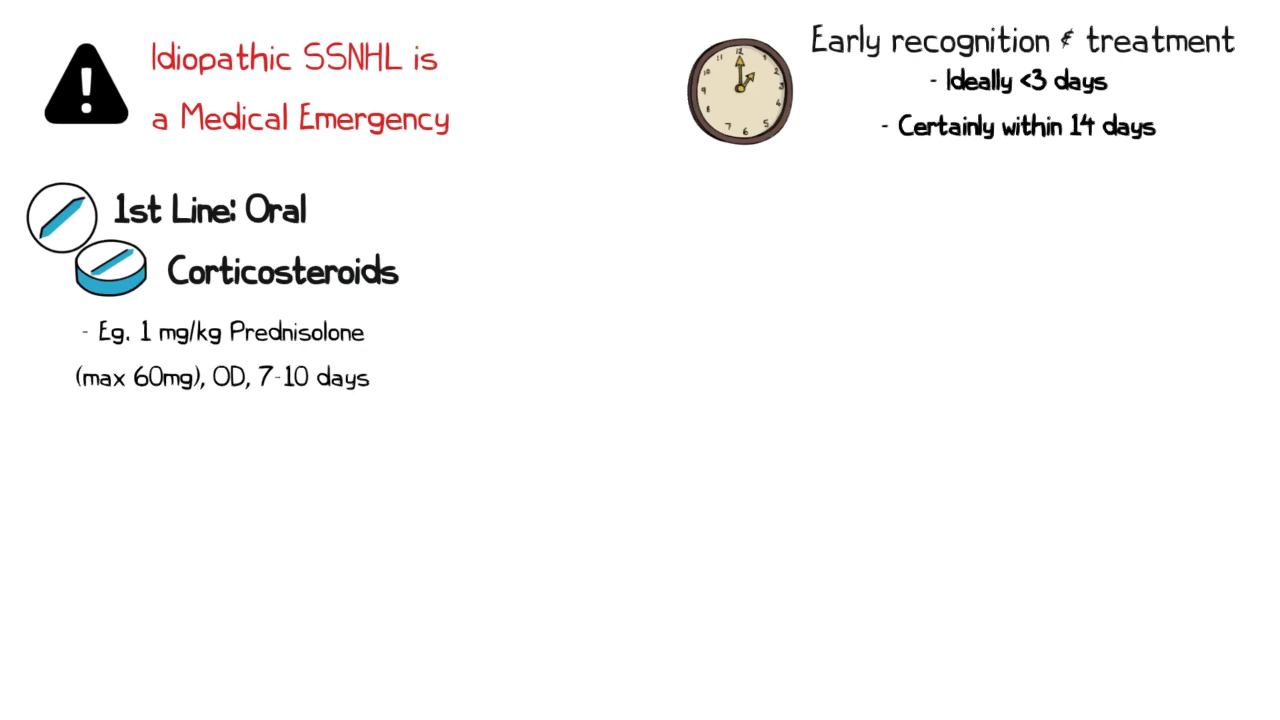 Idiopathic SSNHL is
a Medical Emergency
Early recognition & treatment
- Ideally <3 days
- Certainly within 14 days
1st Line: Oral
Corticosteroids
- Eg. 1 mg/kg Prednisolone
(max 60mg), OD, 7-10 days